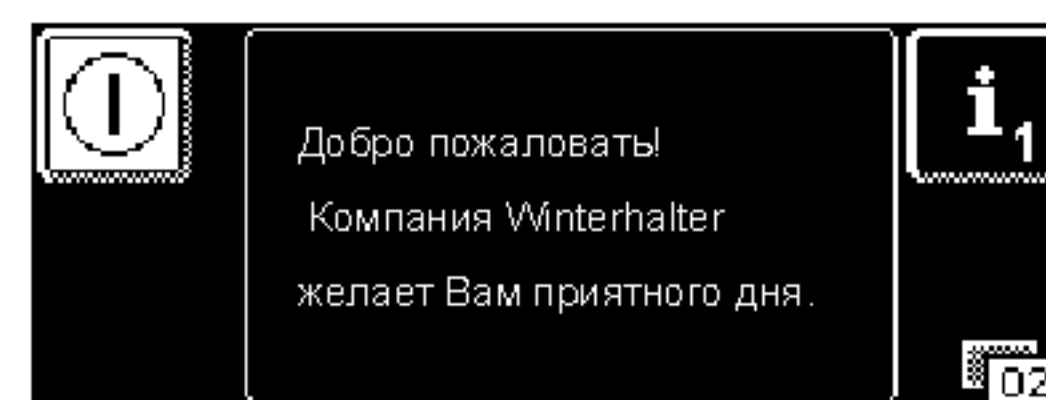 Добро пожаловать!
Компания Winterhalter
желает Вам приятного дня.
i1
02